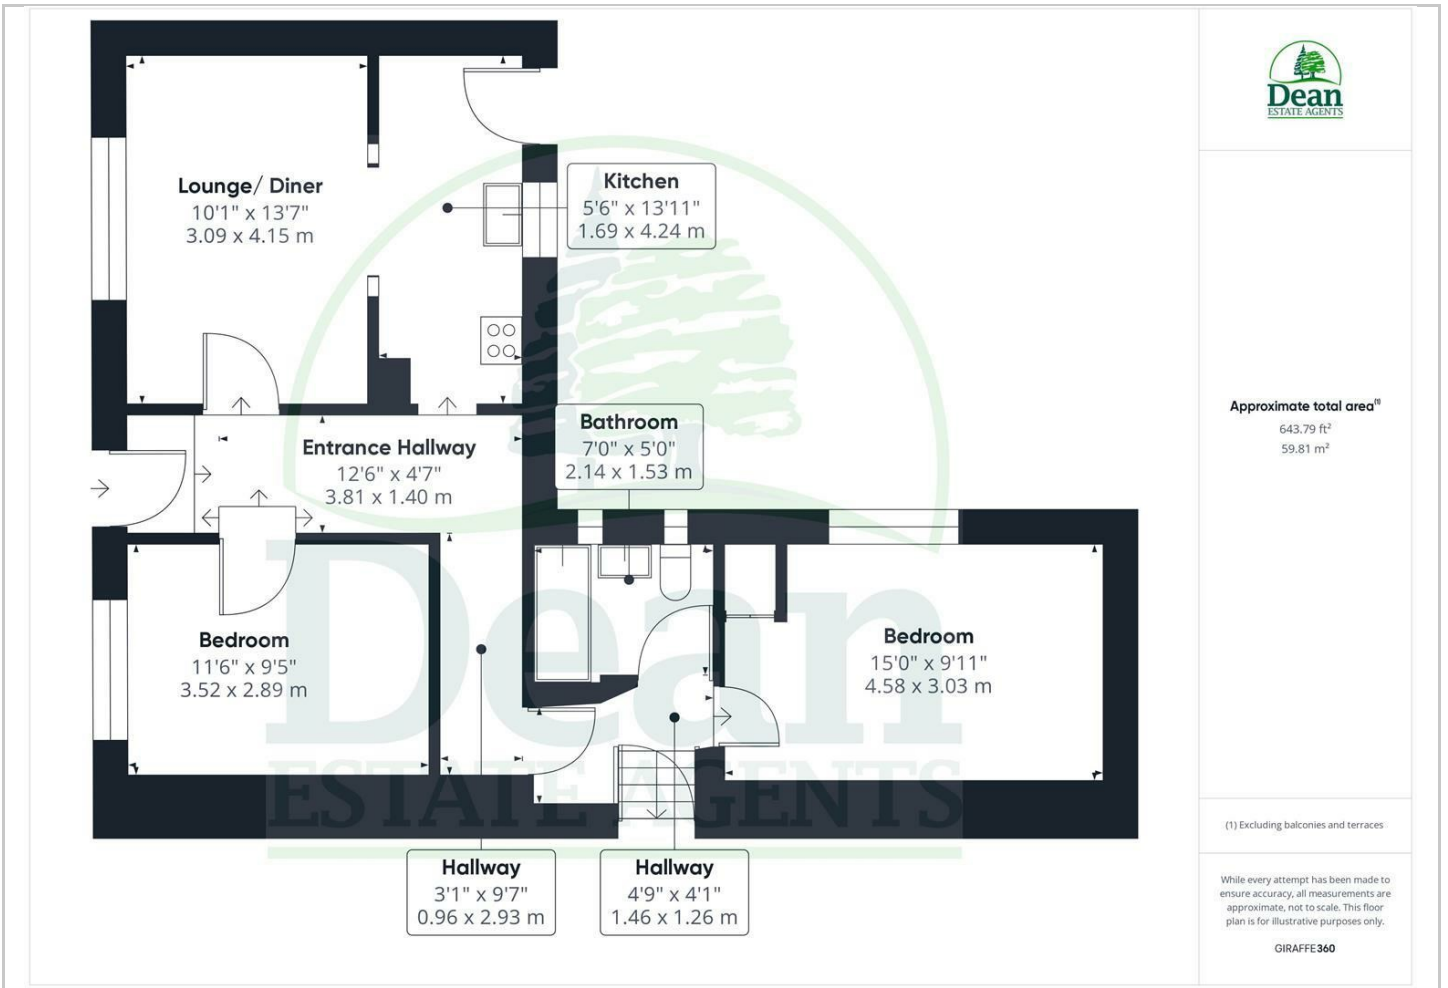 Lounge/ Diner
10'1" x 13'7"
3.09 x 4.15 m
Kitchen
5'6" x 13'11"
1.69 x 4.24 m
Entrance Hallway
12'6" x 4'7"
3.81 x 1.40 m
Bathroom
7'0" x 5'0"
2.14 x 1.53 m
Bedroom
11'6" x 9'5"
3.52 x 2.89 m
Bedroom
15'0" x 9'11"
4.58 x 3.03 m
Hallway
3'1" x 9'7"
0.96 x 2.93 m
Hallway
4'9" x 4'1"
1.46 x 1.26 m
Dean
ESTATE AGENTS
Dean
ESTATE AGENTS
Approximate total area⁽¹⁾
643.79 ft²
59.81 m²
(1) Excluding balconies and terraces
While every attempt has been made to
ensure accuracy, all measurements are
approximate, not to scale. This floor
plan is for illustrative purposes only.
GIRAFFE360